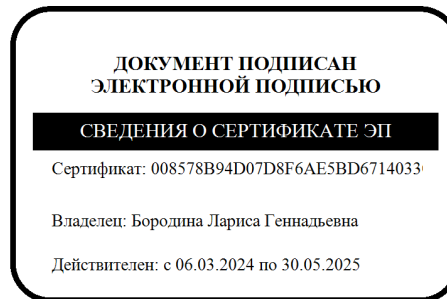 ДОКУМЕНТ ПОДПИСАН
ЭЛЕКТРОННОЙ ПОДПИСЬЮ
СВЕДЕНИЯ О СЕРТИФИКАТЕ ЭП
Сертификат: 008578B94D07D8F6AE5BD67140330
Владелец: Бородина Лариса Геннадьевна
Действителен: с 06.03.2024 по 30.05.2025